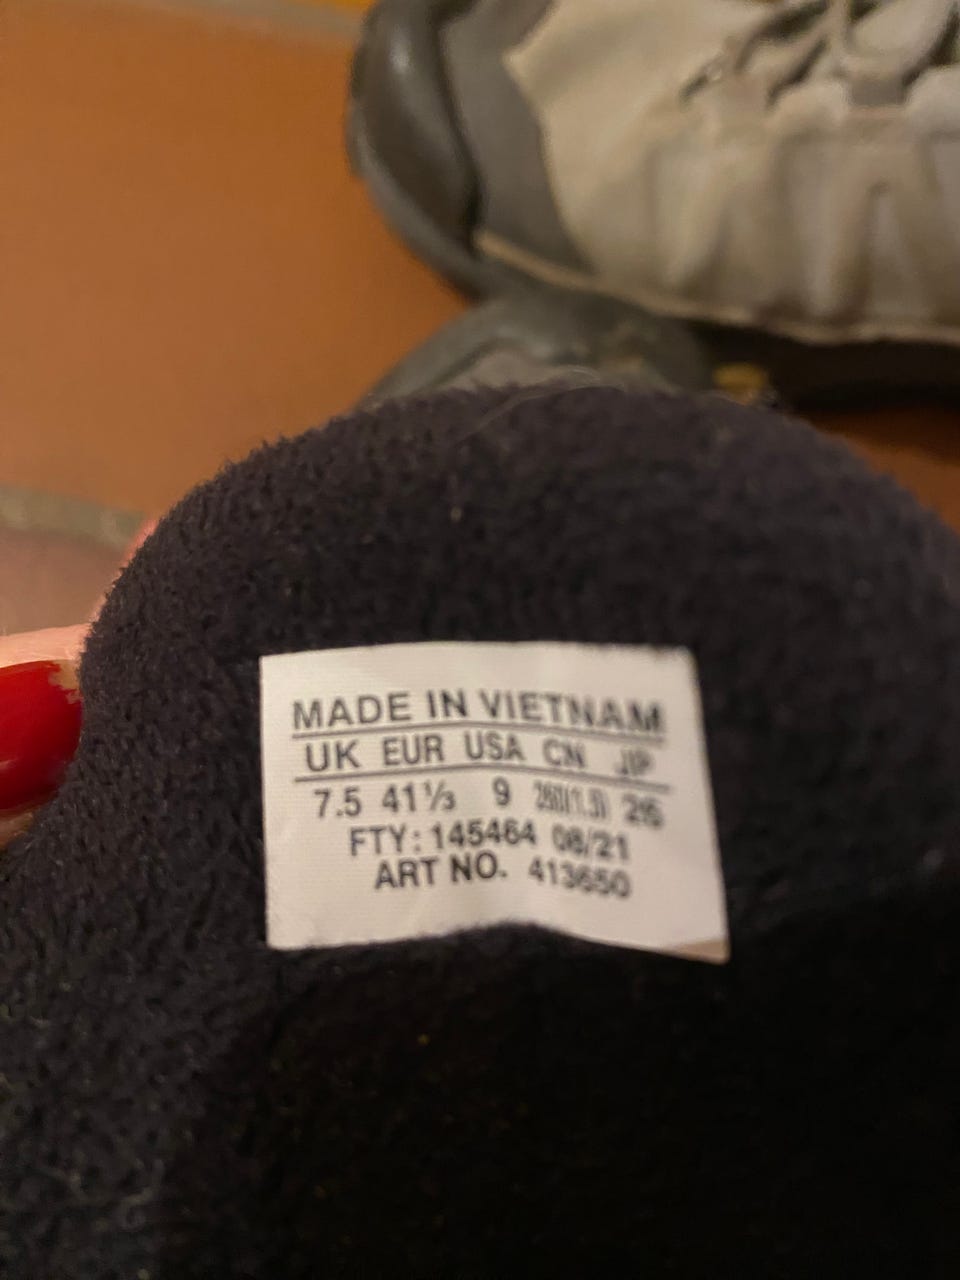 MADE IN VIETNAM
UK EUR USA CN JP
7.5 41⅓ 9 260(1.5) 26
FTY: 145464 08/21
ART NO. 413650